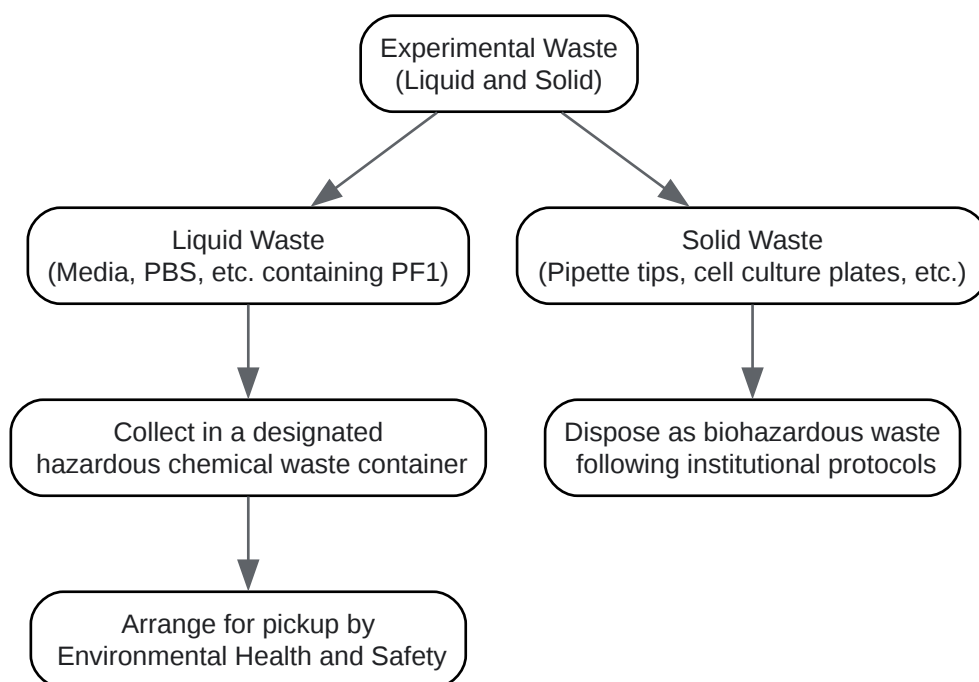 Experimental Waste
(Liquid and Solid)
Liquid Waste
(Media, PBS, etc. containing PF1)
Solid Waste
(Pipette tips, cell culture plates, etc.)
Collect in a designated
hazardous chemical waste container
Dispose as biohazardous waste
following institutional protocols
Arrange for pickup by
Environmental Health and Safety